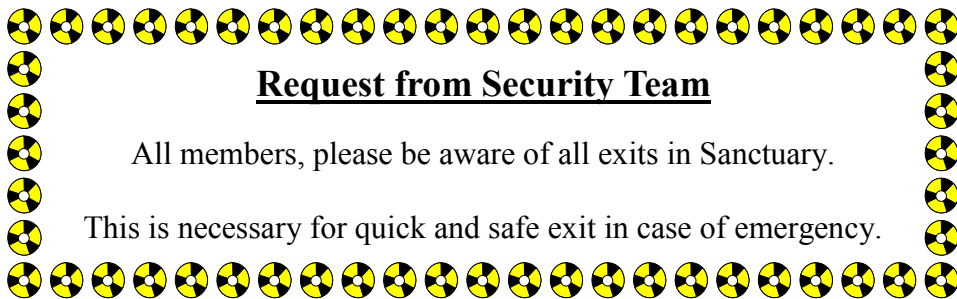 Request from Security Team
All members, please be aware of all exits in Sanctuary.
This is necessary for quick and safe exit in case of emergency.